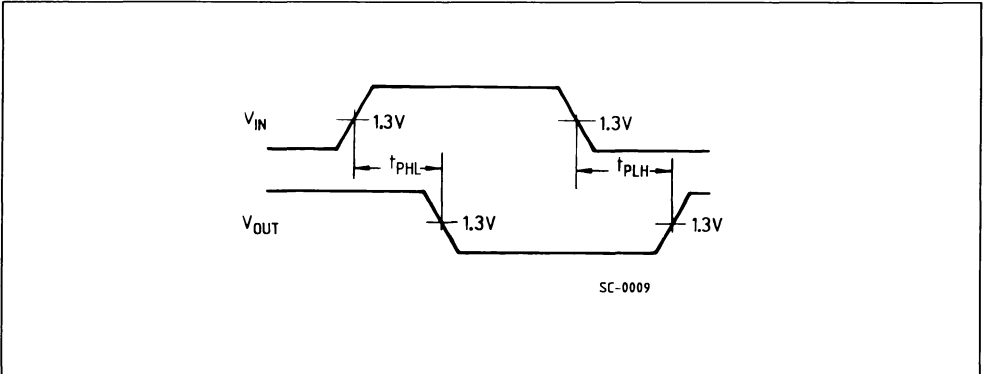 V_IN
1.3V
1.3V
t_PHL
t_PLH
V_OUT
1.3V
1.3V
SC-0009